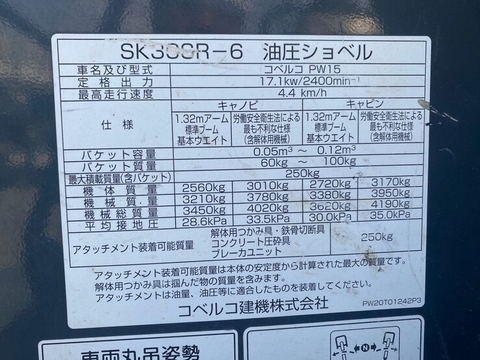 SK30SR-6 油圧ショベル
車名及び型式 コベルコ PW15
定格出力 17.1kw/2400min⁻¹
最高走行速度 4.4 km/h
仕様 キャノピ キャビン
1.32mアーム 標準ブーム 基本ウエイト 労働安全衛生法による 最も不利な仕様 (含解体用機械) 1.32mアーム 標準ブーム 基本ウエイト 労働安全衛生法による 最も不利な仕様 (含解体用機械)
バケット容量 0.05m³ ～ 0.12m³
バケット質量 60kg ～ 100kg
最大積載質量(含バケット) 250kg
機体質量 2560kg 3010kg 2720kg 3170kg
機械質量 3210kg 3780kg 3380kg 3950kg
機械総質量 3450kg 4020kg 3620kg 4190kg
平均接地圧 28.6kPa 33.5kPa 30.0kPa 35.0kPa
アタッチメント装着可能質量 解体用つかみ具・鉄骨切断具 コンクリート圧砕具 ブレーカユニット 250kg
アタッチメント装着可能質量は本体の安定度から計算された最大の質量です。
解体用つかみ具は掴んだ物の質量を含みます。
アタッチメントは油量、油圧等に適合したものをご使用ください。
コベルコ建機株式会社
PW20T01242P3
車両丸吊姿勢